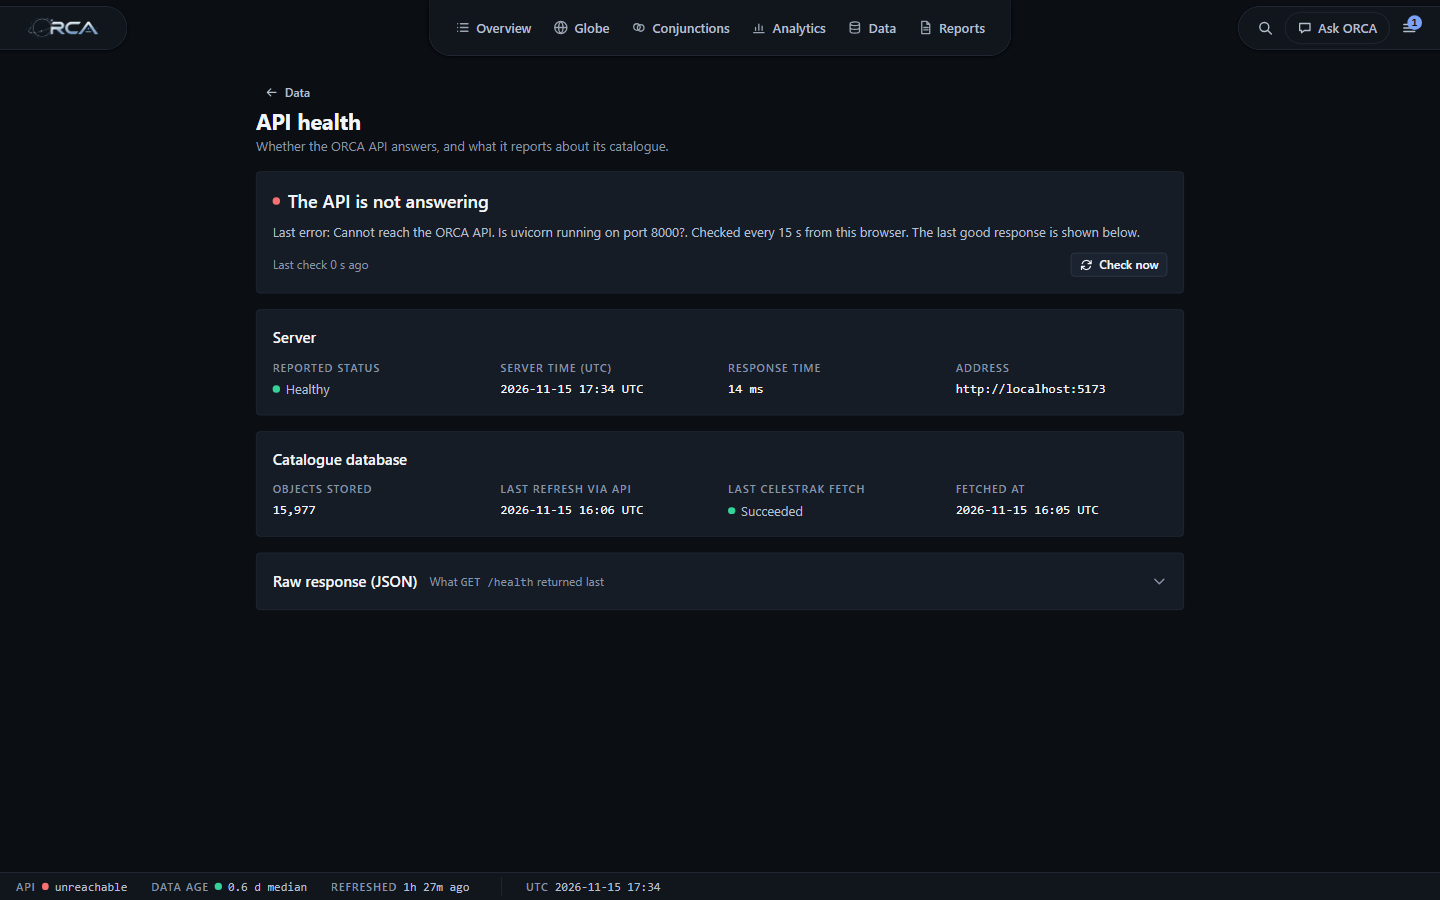 ORCA
Overview Globe Conjunctions Analytics Data Reports
Ask ORCA 1
← Data
API health
Whether the ORCA API answers, and what it reports about its catalogue.
The API is not answering
Last error: Cannot reach the ORCA API. Is uvicorn running on port 8000?. Checked every 15 s from this browser. The last good response is shown below.
Last check 0 s ago Check now
Server
REPORTED STATUS SERVER TIME (UTC) RESPONSE TIME ADDRESS
Healthy 2026-11-15 17:34 UTC 14 ms http://localhost:5173
Catalogue database
OBJECTS STORED LAST REFRESH VIA API LAST CELESTRAK FETCH FETCHED AT
15,977 2026-11-15 16:06 UTC Succeeded 2026-11-15 16:05 UTC
Raw response (JSON) What GET /health returned last
API unreachable DATA AGE 0.6 d median REFRESHED 1h 27m ago UTC 2026-11-15 17:34